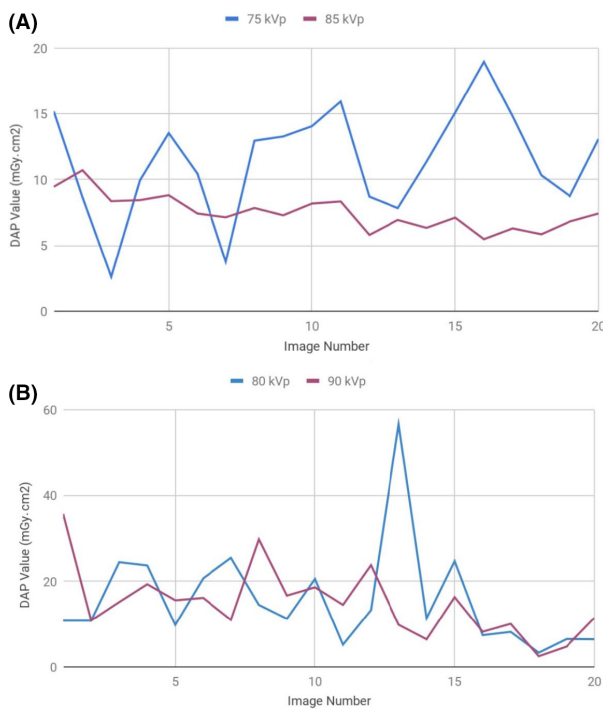 (A)
75 kVp 85 kVp
20
15
10
5
0
DAP Value (mGy.cm2)
5 10 15 20
Image Number
(B)
80 kVp 90 kVp
60
40
20
0
DAP Value (mGy.cm2)
5 10 15 20
Image Number